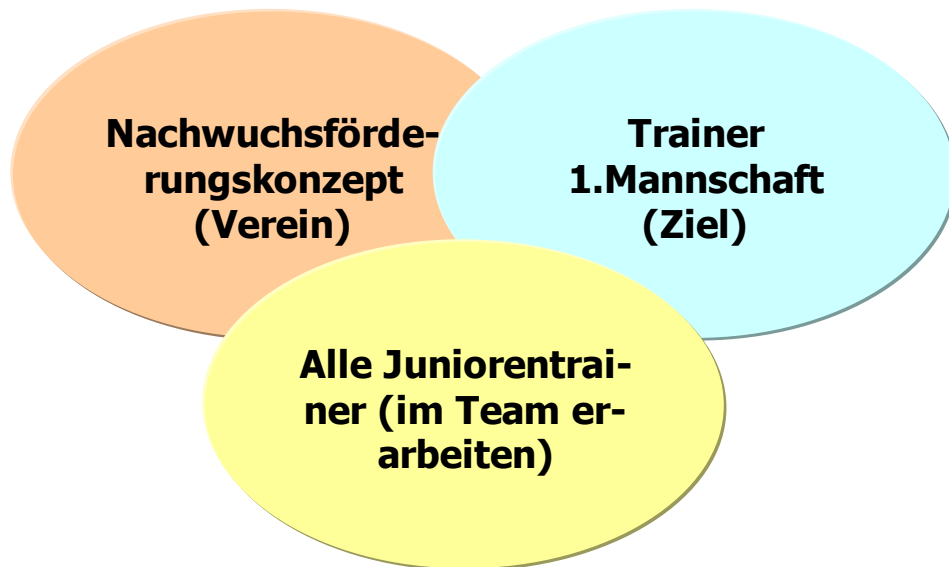 Nachwuchsförde-
rungskonzept
(Verein)
Trainer
1.Mannschaft
(Ziel)
Alle Juniorentrai-
ner (im Team er-
arbeiten)